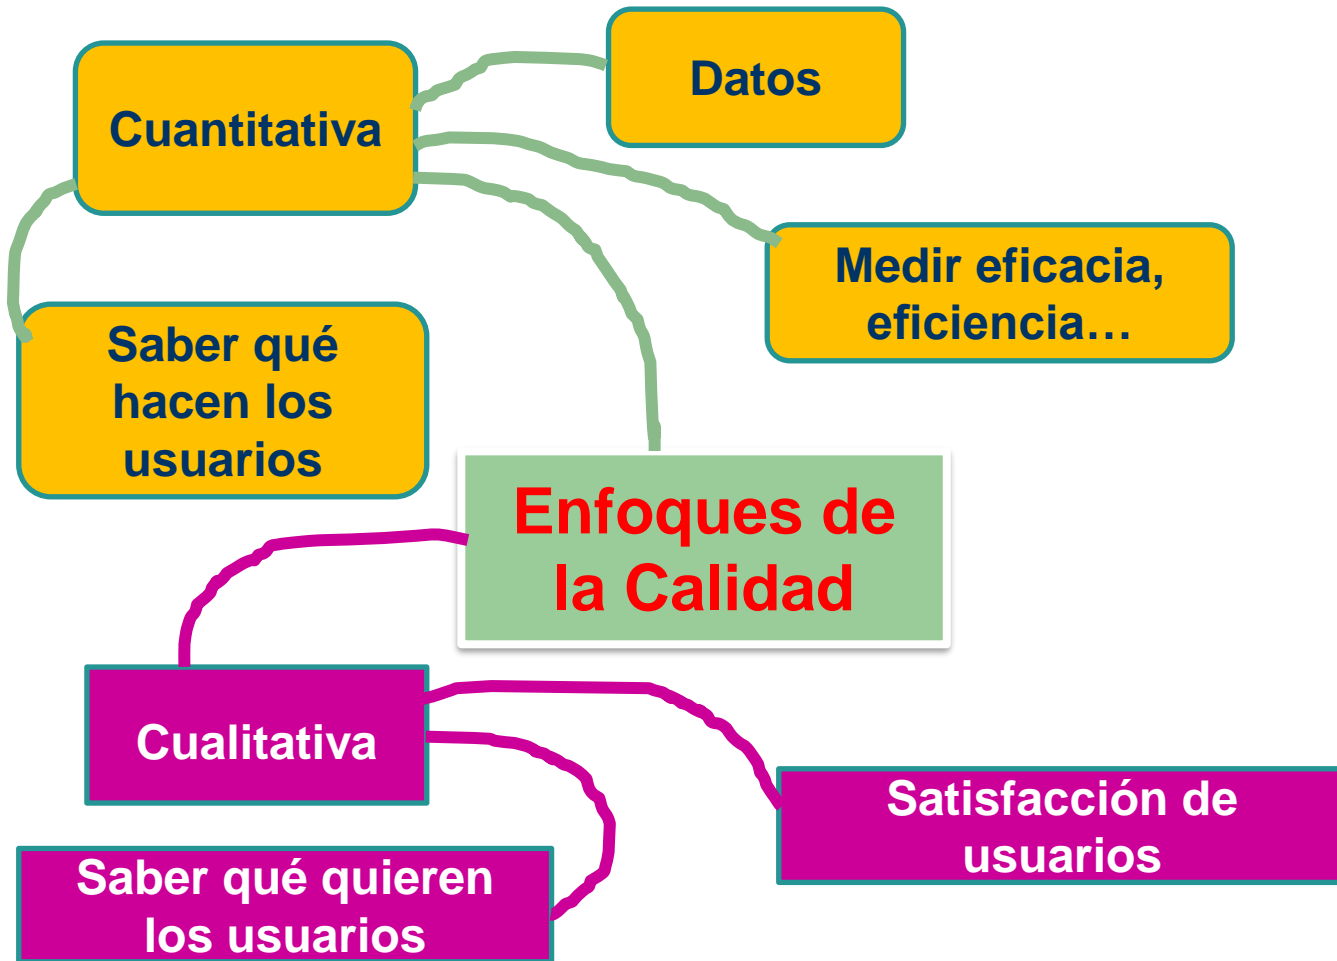 Datos
Cuantitativa
Medir eficacia,
eficiencia…
Saber qué
hacen los
usuarios
Enfoques de
la Calidad
Cualitativa
Satisfacción de
usuarios
Saber qué quieren
los usuarios